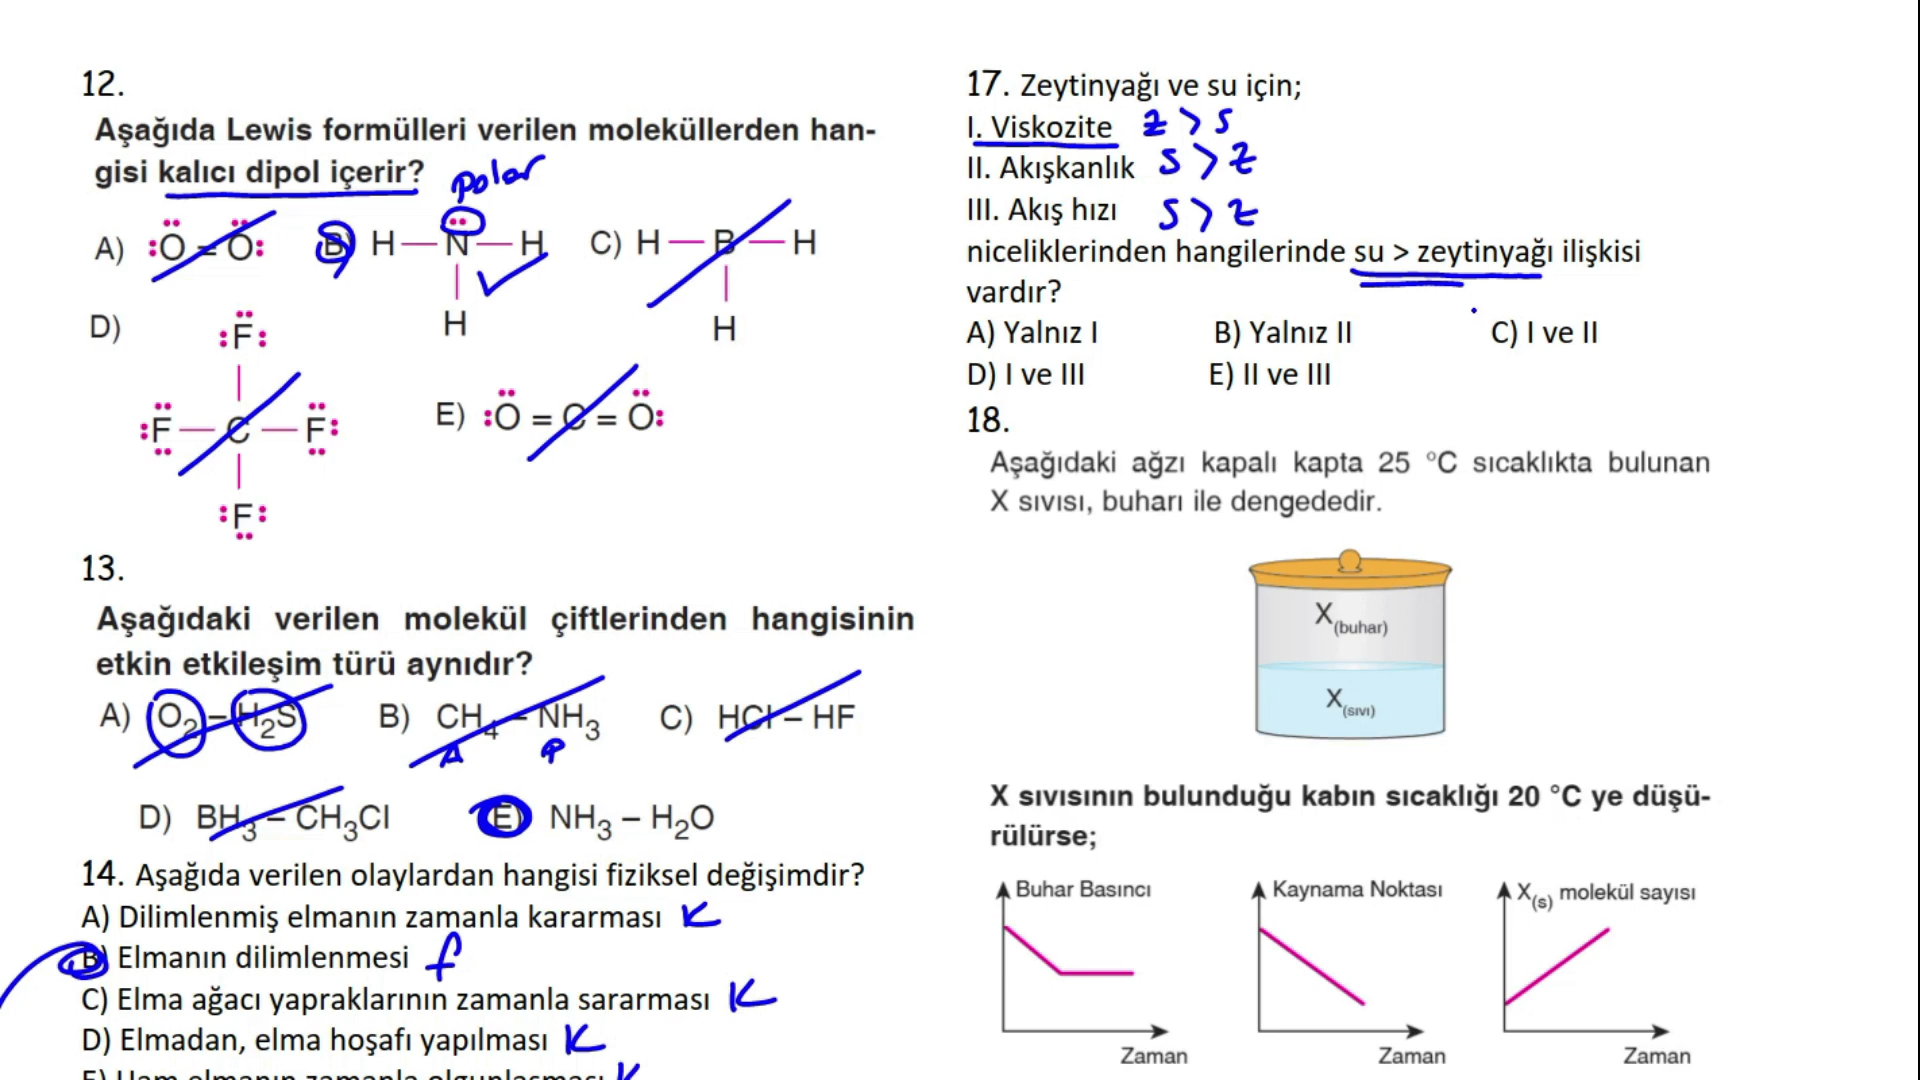 12.
Aşağıda Lewis formülleri verilen moleküllerden han-
gisi kalıcı dipol içerir?
polar
A) O = O B) H — N — H C) H — B — H
H H
D) F
F — C — F
F
E) O = C = O
13.
Aşağıdaki verilen molekül çiftlerinden hangisinin
etkin etkileşim türü aynıdır?
A) O₂ – H₂S B) CH₄ – NH₃ C) HCl – HF
A P
D) BH₃ – CH₃Cl E) NH₃ – H₂O
14. Aşağıda verilen olaylardan hangisi fiziksel değişimdir?
A) Dilimlenmiş elmanın zamanla kararması K
B) Elmanın dilimlenmesi f
C) Elma ağacı yapraklarının zamanla sararması K
D) Elmadan, elma hoşafı yapılması K
E) Ham elmanın zamanla olgunlaşması K
17. Zeytinyağı ve su için;
I. Viskozite z > s
II. Akışkanlık s > z
III. Akış hızı s > z
niceliklerinden hangilerinde su > zeytinyağı ilişkisi
vardır?
A) Yalnız I B) Yalnız II C) I ve II
D) I ve III E) II ve III
18.
Aşağıdaki ağzı kapalı kapta 25 °C sıcaklıkta bulunan
X sıvısı, buharı ile dengededir.
X(buhar)
X(sıvı)
X sıvısının bulunduğu kabın sıcaklığı 20 °C ye düşü-
rülürse;
Buhar Basıncı Kaynama Noktası X(s) molekül sayısı
Zaman Zaman Zaman